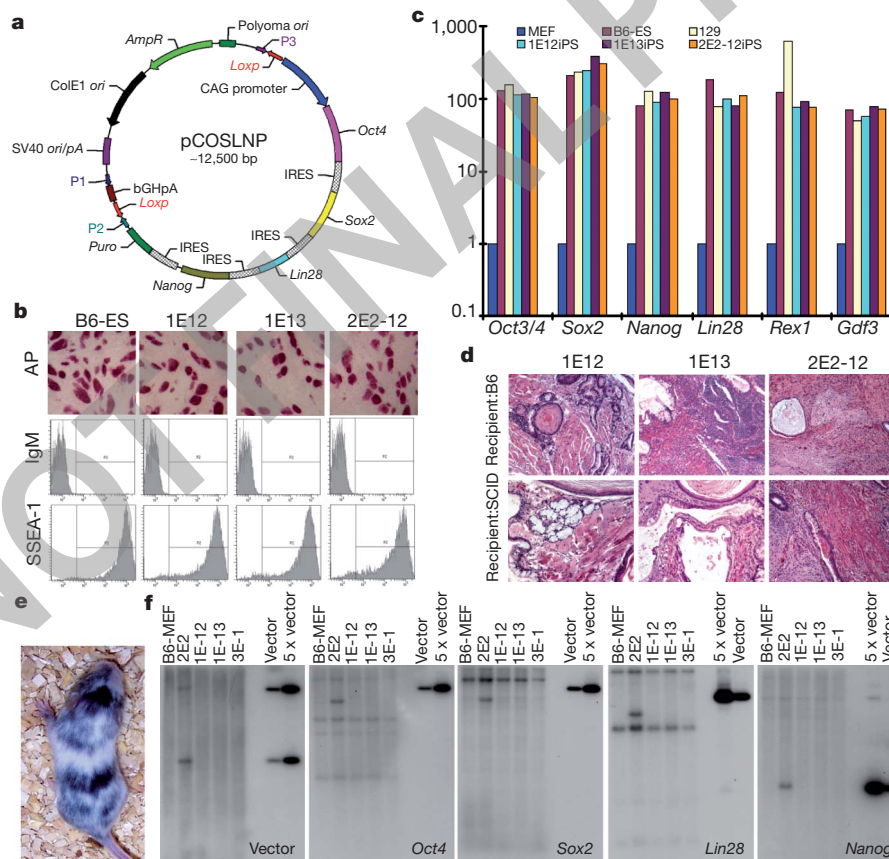 a
Polyoma ori
P3
AmpR
Loxp
CAG promoter
ColE1 ori
pCOSLNP
~12,500 bp
Oct4
SV40 ori/pA
IRES
P1
bGHpA
Loxp
Sox2
P2
Puro
IRES
IRES
IRES
Nanog
Lin28
b
B6-ES 1E12 1E13 2E2-12
AP
IgM
SSEA-1
c
MEF B6-ES 129
1E12iPS 1E13iPS 2E2-12iPS
1,000
100
10
1
0.1
Oct3/4 Sox2 Nanog Lin28 Rex1 Gdf3
d
1E12 1E13 2E2-12
Recipient:B6
Recipient:SCID
e
f
B6-MEF 2E2 1E-12 1E-13 3E-1 Vector 5 x vector
Vector
B6-MEF 2E2 1E-12 1E-13 3E-1 Vector 5 x vector
Oct4
B6-MEF 2E2 1E-12 1E-13 3E-1 Vector 5 x vector
Sox2
B6-MEF 2E2 1E-12 1E-13 3E-1 5 x vector Vector
Lin28
B6-MEF 2E2 1E-12 1E-13 3E-1 5 x vector Vector
Nanog
NOT FINAL